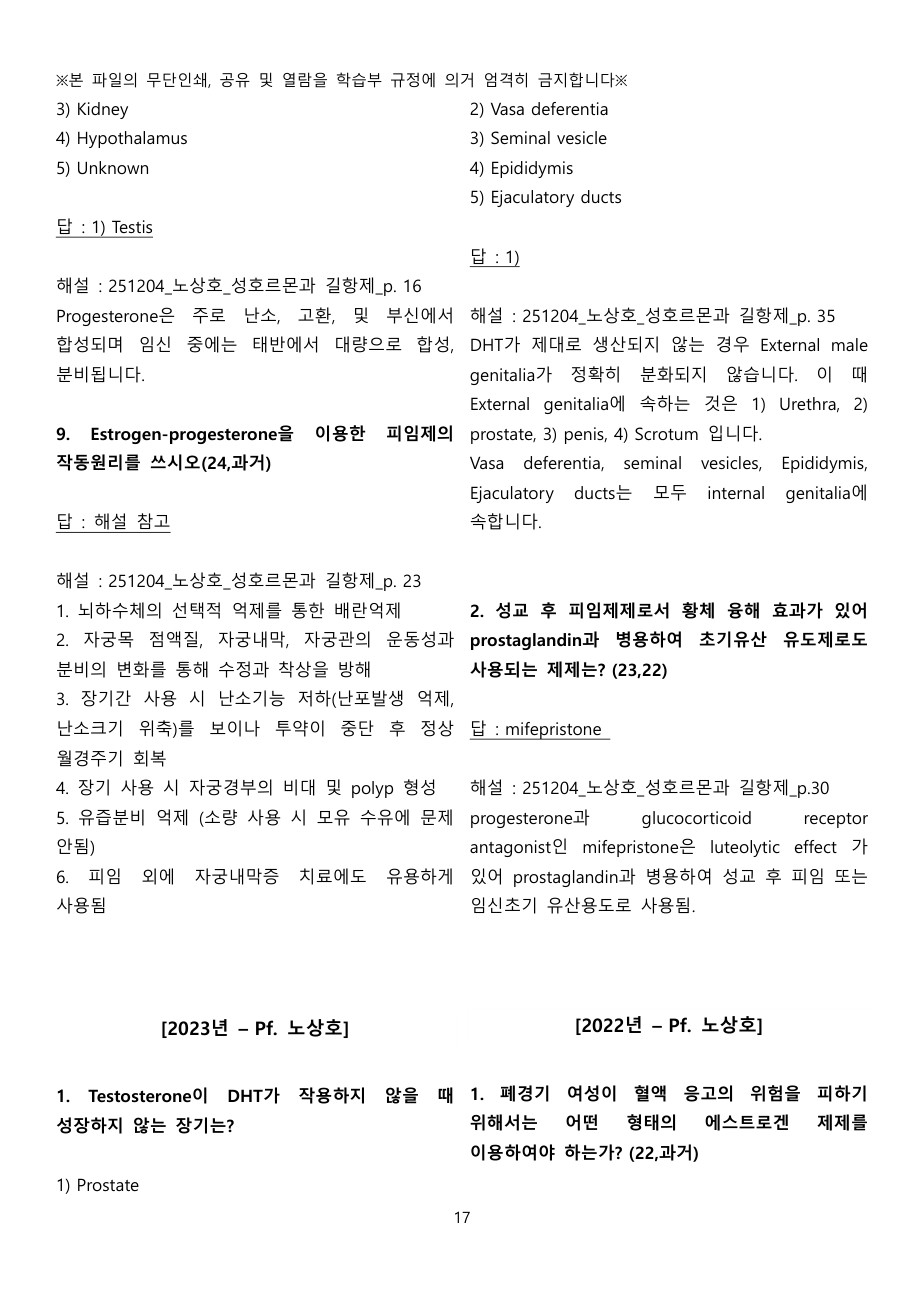 ※본 파일의 무단인쇄, 공유 및 열람을 학습부 규정에 의거 엄격히 금지합니다※
3) Kidney
4) Hypothalamus
5) Unknown
답 : 1) Testis
해설 : 251204_노상호_성호르몬과 길항제_p. 16
Progesterone은 주로 난소, 고환, 및 부신에서
합성되며 임신 중에는 태반에서 대량으로 합성,
분비됩니다.
9. Estrogen-progesterone을 이용한 피임제의
작동원리를 쓰시오(24,과거)
답 : 해설 참고
해설 : 251204_노상호_성호르몬과 길항제_p. 23
1. 뇌하수체의 선택적 억제를 통한 배란억제
2. 자궁목 점액질, 자궁내막, 자궁관의 운동성과
분비의 변화를 통해 수정과 착상을 방해
3. 장기간 사용 시 난소기능 저하(난포발생 억제,
난소크기 위축)를 보이나 투약이 중단 후 정상
월경주기 회복
4. 장기 사용 시 자궁경부의 비대 및 polyp 형성
5. 유즙분비 억제 (소량 사용 시 모유 수유에 문제
안됨)
6. 피임 외에 자궁내막증 치료에도 유용하게
사용됨
[2023년 – Pf. 노상호]
1. Testosterone이 DHT가 작용하지 않을 때
성장하지 않는 장기는?
1) Prostate
2) Vasa deferentia
3) Seminal vesicle
4) Epididymis
5) Ejaculatory ducts
답 : 1)
해설 : 251204_노상호_성호르몬과 길항제_p. 35
DHT가 제대로 생산되지 않는 경우 External male
genitalia가 정확히 분화되지 않습니다. 이 때
External genitalia에 속하는 것은 1) Urethra, 2)
prostate, 3) penis, 4) Scrotum 입니다.
Vasa deferentia, seminal vesicles, Epididymis,
Ejaculatory ducts는 모두 internal genitalia에
속합니다.
2. 성교 후 피임제제로서 황체 융해 효과가 있어
prostaglandin과 병용하여 초기유산 유도제로도
사용되는 제제는? (23,22)
답 : mifepristone
해설 : 251204_노상호_성호르몬과 길항제_p.30
progesterone과 glucocorticoid receptor
antagonist인 mifepristone은 luteolytic effect 가
있어 prostaglandin과 병용하여 성교 후 피임 또는
임신초기 유산용도로 사용됨.
[2022년 – Pf. 노상호]
1. 폐경기 여성이 혈액 응고의 위험을 피하기
위해서는 어떤 형태의 에스트로겐 제제를
이용하여야 하는가? (22,과거)
17